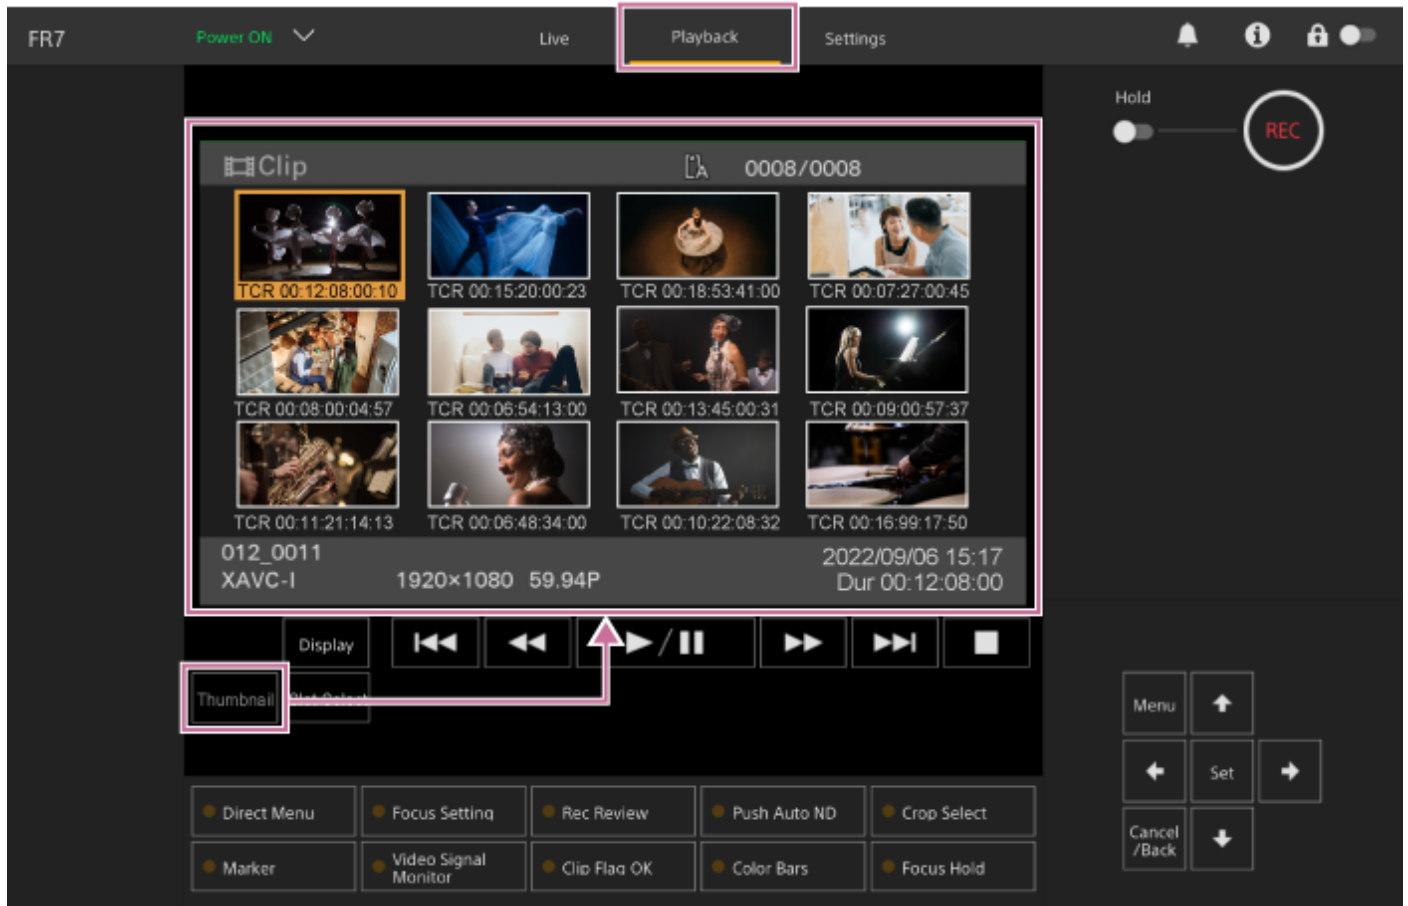 FR7
Power ON
Live
Playback
Settings
Hold
REC
Clip
A
0008/0008
TCR 00:12:08:00:10
TCR 00:15:20:00:23
TCR 00:18:53:41:00
TCR 00:07:27:00:45
TCR 00:08:00:04:57
TCR 00:06:54:13:00
TCR 00:13:45:00:31
TCR 00:09:00:57:37
TCR 00:11:21:14:13
TCR 00:06:48:34:00
TCR 00:10:22:08:32
TCR 00:16:99:17:50
012_0011
2022/09/06 15:17
XAVC-I 1920×1080 59.94P
Dur 00:12:08:00
Display
Thumbnail
Menu
Set
Cancel
/Back
Direct Menu
Focus Setting
Rec Review
Push Auto ND
Crop Select
Marker
Video Signal
Monitor
Clip Flag OK
Color Bars
Focus Hold